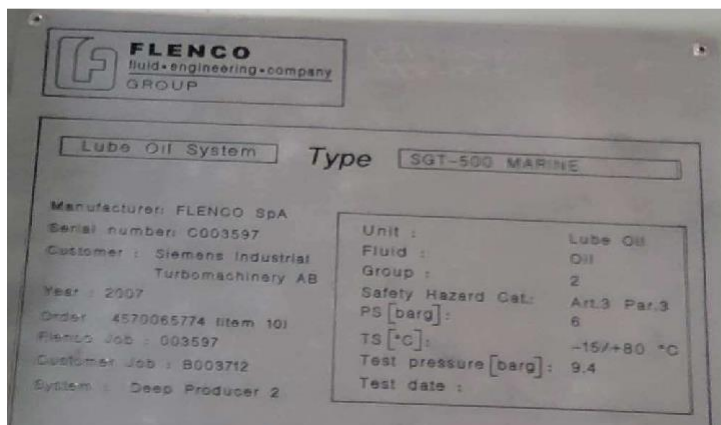 FLENCO
fluid•engineering•company
GROUP
Lube Oil System Type SGT-500 MARINE
Manufacturer: FLENCO SpA
Serial number: C003597
Customer : Siemens Industrial
Turbomachinery AB
Year : 2007
Order 4570065774 (item 10)
Flenco Job : 003597
Customer Job : B003712
System : Deep Producer 2
Unit : Lube Oil
Fluid : Oil
Group : 2
Safety Hazard Cat.: Art.3 Par.3
PS [barg] : 6
TS [°C] : -15/+80 °C
Test pressure [barg] : 9.4
Test date :